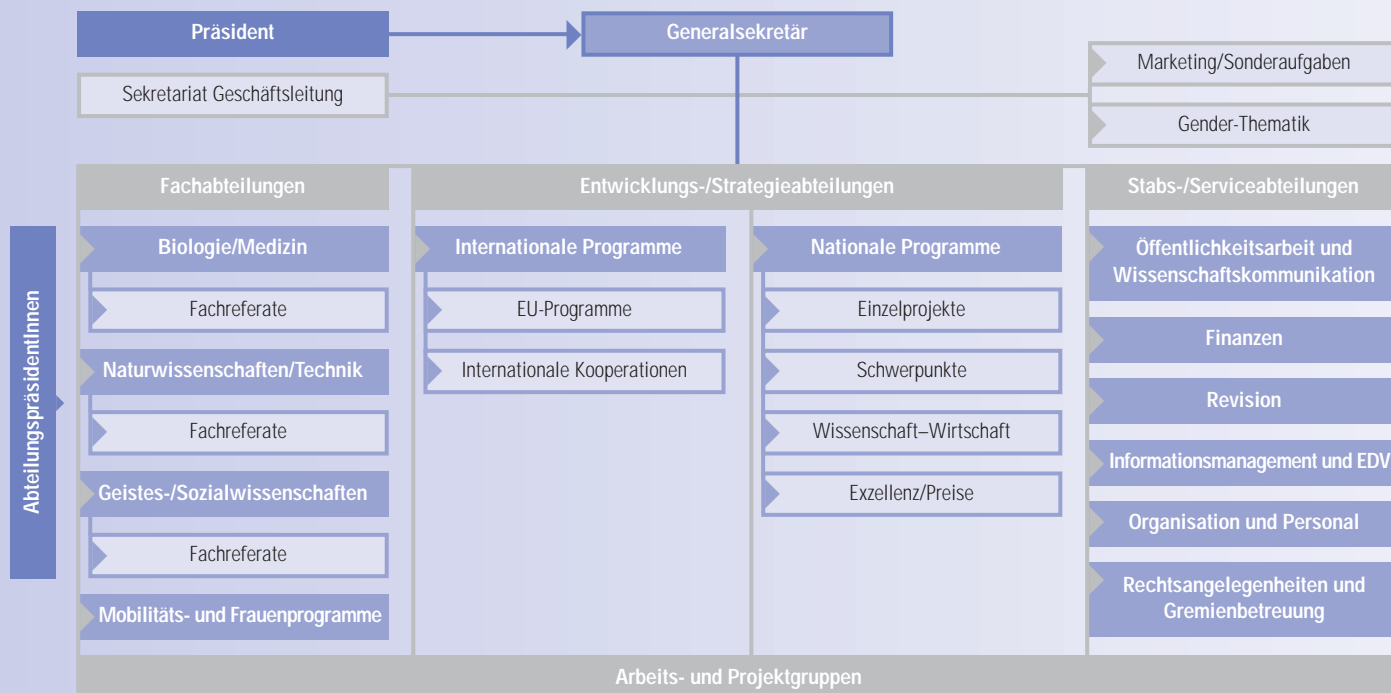 Präsident
Generalsekretär
Sekretariat Geschäftsleitung
Marketing/Sonderaufgaben
Gender-Thematik
AbteilungspräsidentInnen
Fachabteilungen
Biologie/Medizin
Fachreferate
Naturwissenschaften/Technik
Fachreferate
Geistes-/Sozialwissenschaften
Fachreferate
Mobilitäts- und Frauenprogramme
Entwicklungs-/Strategieabteilungen
Internationale Programme
EU-Programme
Internationale Kooperationen
Nationale Programme
Einzelprojekte
Schwerpunkte
Wissenschaft–Wirtschaft
Exzellenz/Preise
Stabs-/Serviceabteilungen
Öffentlichkeitsarbeit und
Wissenschaftskommunikation
Finanzen
Revision
Informationsmanagement und EDV
Organisation und Personal
Rechtsangelegenheiten und
Gremienbetreuung
Arbeits- und Projektgruppen